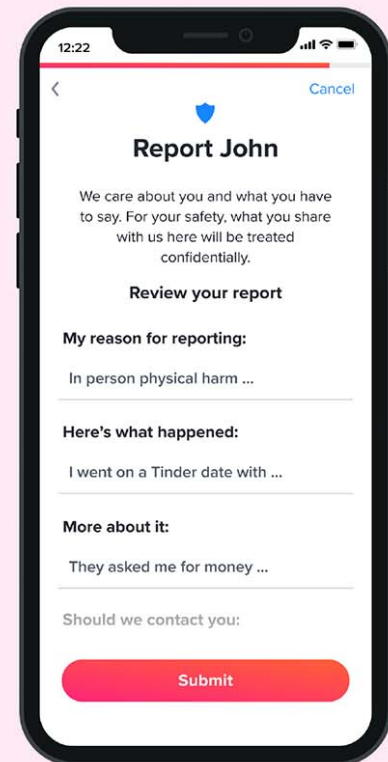 12:22
Cancel
Report John
We care about you and what you have
to say. For your safety, what you share
with us here will be treated
confidentially.
Review your report
My reason for reporting:
In person physical harm ...
Here's what happened:
I went on a Tinder date with ...
More about it:
They asked me for money ...
Should we contact you:
Submit